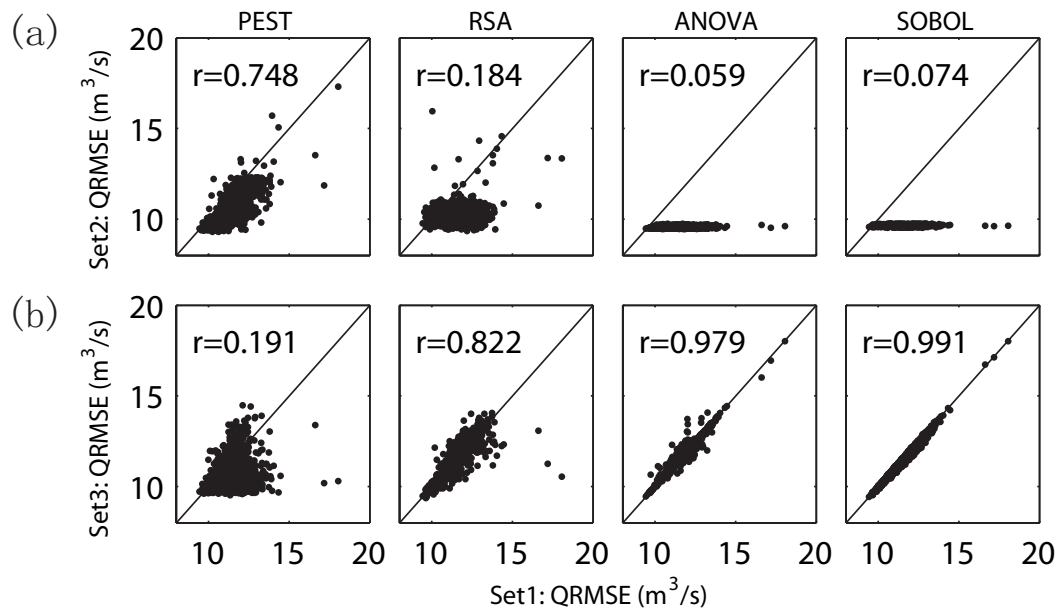 PEST RSA ANOVA SOBOL
(a)
Set2: QRMSE (m³/s)
20
15
10
r=0.748 r=0.184 r=0.059 r=0.074
(b)
Set3: QRMSE (m³/s)
20
15
10
r=0.191 r=0.822 r=0.979 r=0.991
10 15 20 10 15 20 10 15 20 10 15 20
Set1: QRMSE (m³/s)